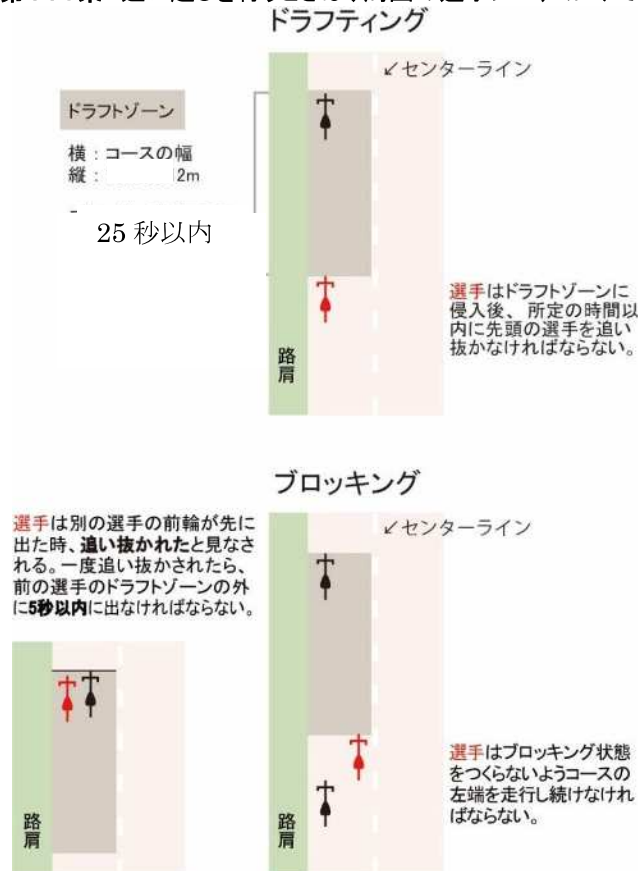 ドラフティング
↙センターライン
ドラフトゾーン
横:コースの幅
縦: 2m
25 秒以内
選手はドラフトゾーンに
侵入後、所定の時間以
内に先頭の選手を追い
抜かなければならない。
路肩
ブロッキング
↙センターライン
選手は別の選手の前輪が先に
出た時、追い抜かれたと見なさ
れる。一度追い抜かされたら、
前の選手のドラフトゾーンの外
に5秒以内に出なければならない。
選手はブロッキング状態
をつくらないようコースの
左端を走行し続けなけれ
ばならない。
路肩
路肩